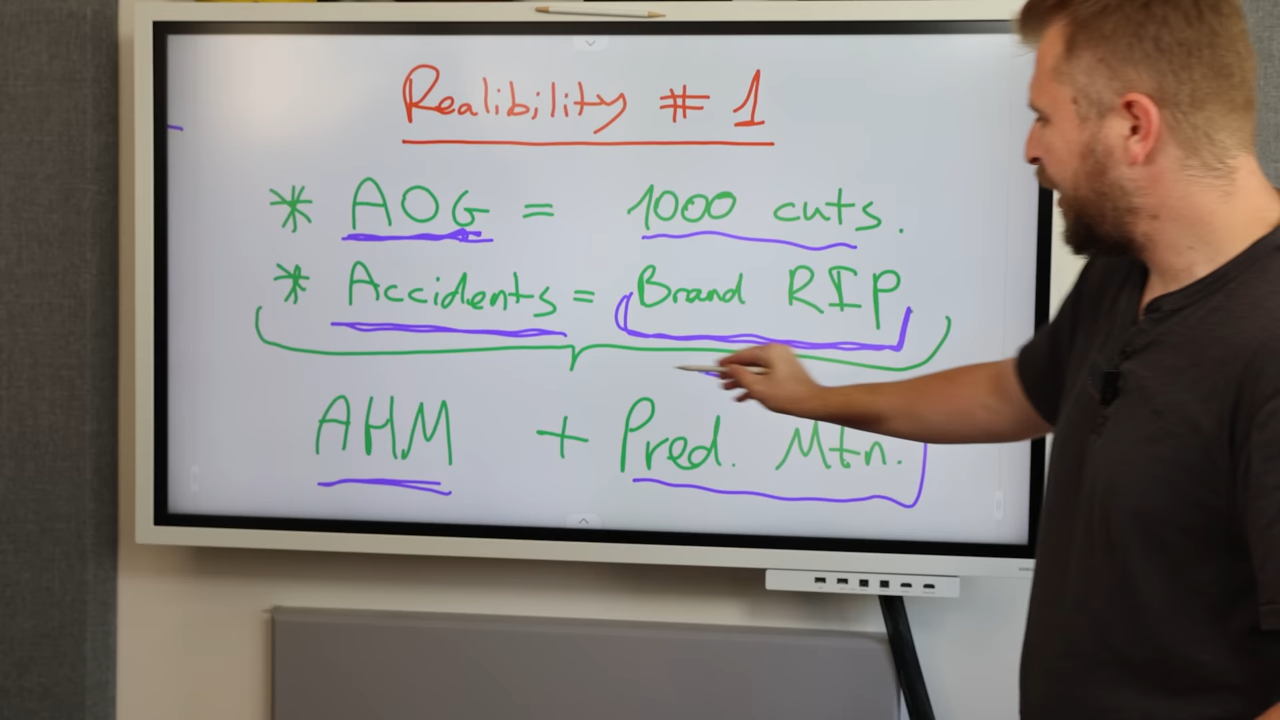 Realibility # 1
* AOG = 1000 cuts.
* Accidents = Brand RIP
AHM + Pred. Mtn.